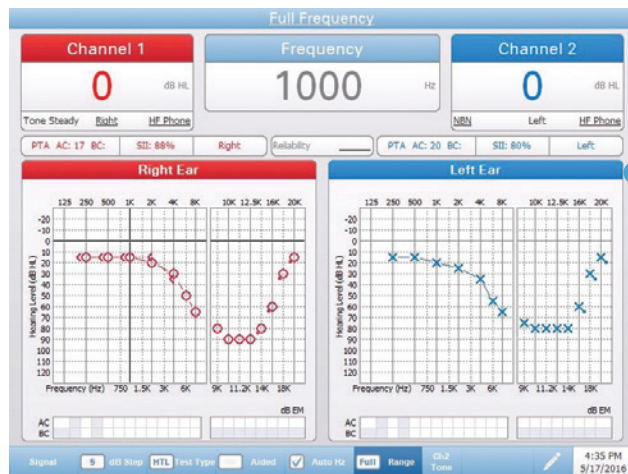 Full Frequency
Channel 1
0
dB HL
Tone Steady Right HF Phone
Frequency
1000
Hz
Channel 2
0
dB HL
NBN Left HF Phone
PTA AC: 17 BC: SII: 88% Right
Reliability
PTA AC: 20 BC: SII: 80% Left
Right Ear
125 250 500 1K 2K 4K 8K 10K 12.5K 16K 20K
-20
-10
0
10
20
30
40
50
60
70
80
90
100
110
120
Hearing Level (dB HL)
Frequency (Hz) 750 1.5K 3K 6K 9K 11.2K 14K 18K
dB EM
AC
BC
Left Ear
125 250 500 1K 2K 4K 8K 10K 12.5K 16K 20K
-20
-10
0
10
20
30
40
50
60
70
80
90
100
110
120
Hearing Level (dB HL)
Frequency (Hz) 750 1.5K 3K 6K 9K 11.2K 14K 18K
dB EM
AC
BC
Signal 5 dB Step HTL Test Type Aided Auto Hz Full Range Ch2 Tone
4:35 PM
5/17/2016